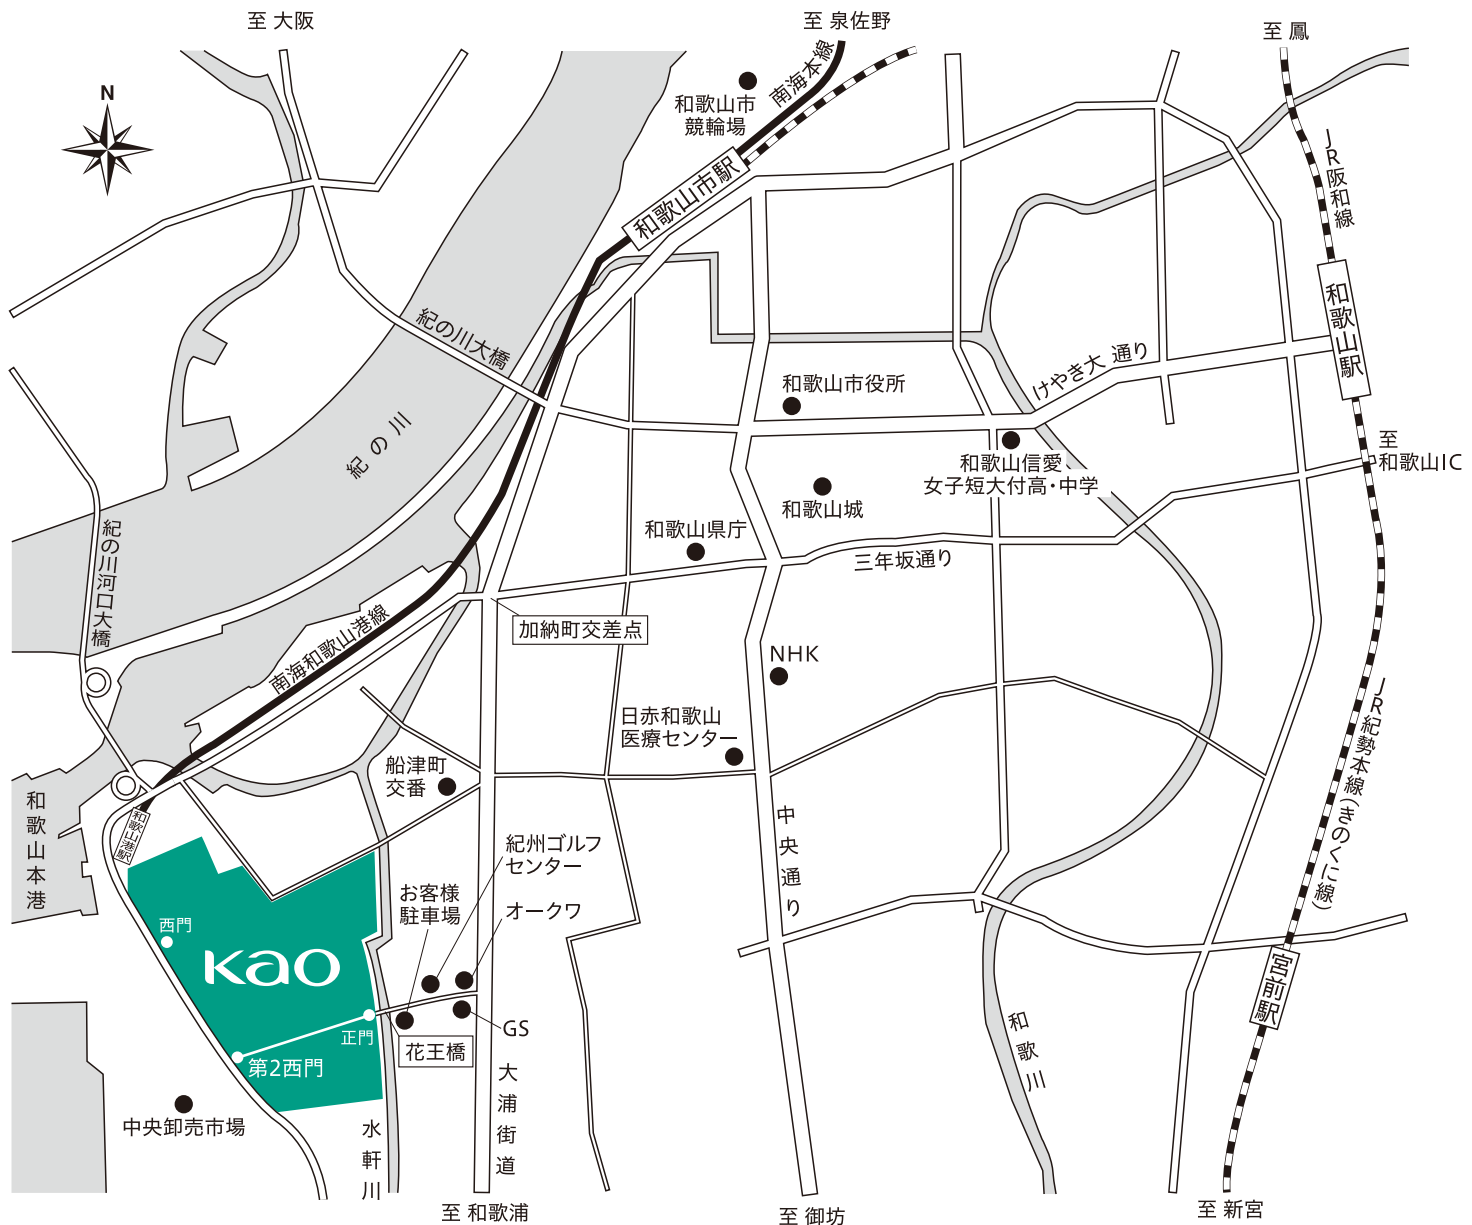 至 大阪
至 泉佐野
至 鳳
N
和歌山市
競輪場
南海本線
JR阪和線
和歌山市駅
和歌山駅
紀の川大橋
けやき大 通り
和歌山市役所
紀の川
至
和歌山IC
和歌山信愛
女子短大付高・中学
和歌山城
和歌山県庁
三年坂通り
紀の川河口大橋
加納町交差点
南海和歌山港線
NHK
日赤和歌山
医療センター
JR紀勢本線(きのくに線)
船津町
交番
和歌山本港
和歌山港駅
中央通り
紀州ゴルフ
センター
お客様
駐車場
オークワ
西門
Kao
宮前駅
正門
GS
花王橋
第2西門
和歌川
大浦街道
中央卸売市場
水軒川
至 和歌浦
至 御坊
至 新宮